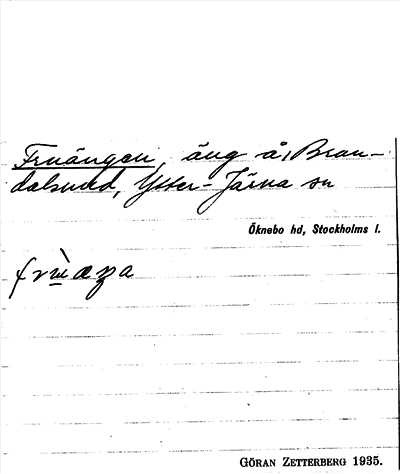 Fruängen, äng å, Bran-
dalsund, Ytter-Järna sn
Öknebo hd, Stockholms l.
GÖRAN ZETTERBERG 1935.